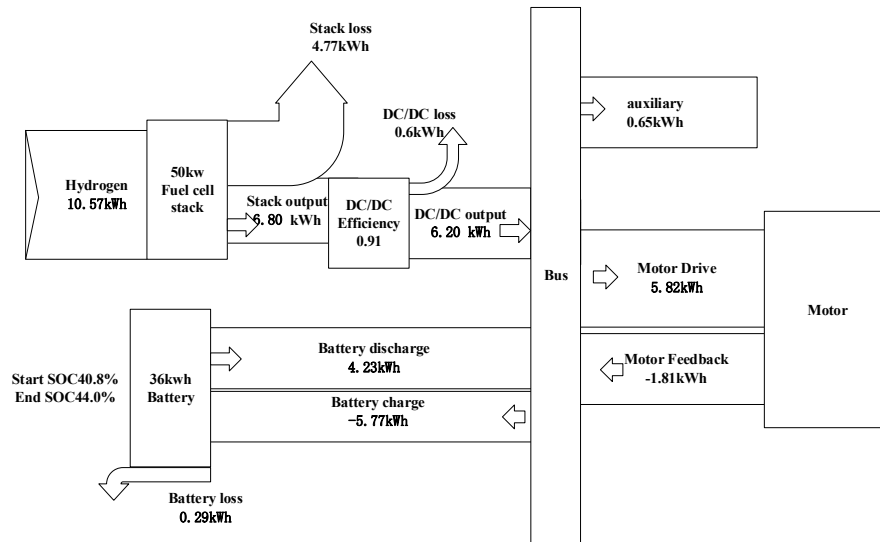 Stack loss
4.77kWh
DC/DC loss
0.6kWh
auxiliary
0.65kWh
Hydrogen
10.57kWh
50kw
Fuel cell
stack
Stack output
6.80 kWh
DC/DC
Efficiency
0.91
DC/DC output
6.20 kWh
Bus
Motor Drive
5.82kWh
Motor
Motor Feedback
-1.81kWh
Start SOC40.8%
End SOC44.0%
36kwh
Battery
Battery discharge
4.23kWh
Battery charge
-5.77kWh
Battery loss
0.29kWh